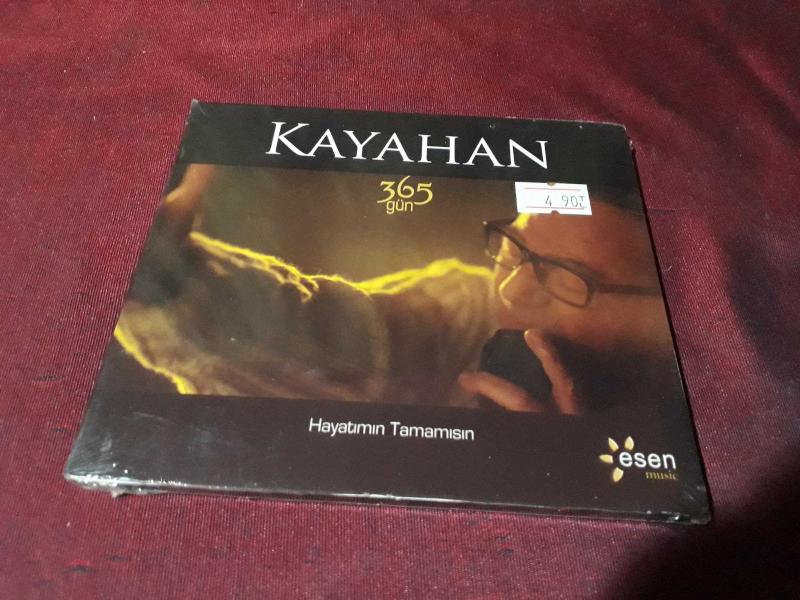 KAYAHAN
365
gün
4.90₺
Hayatımın Tamamısın
esen
music